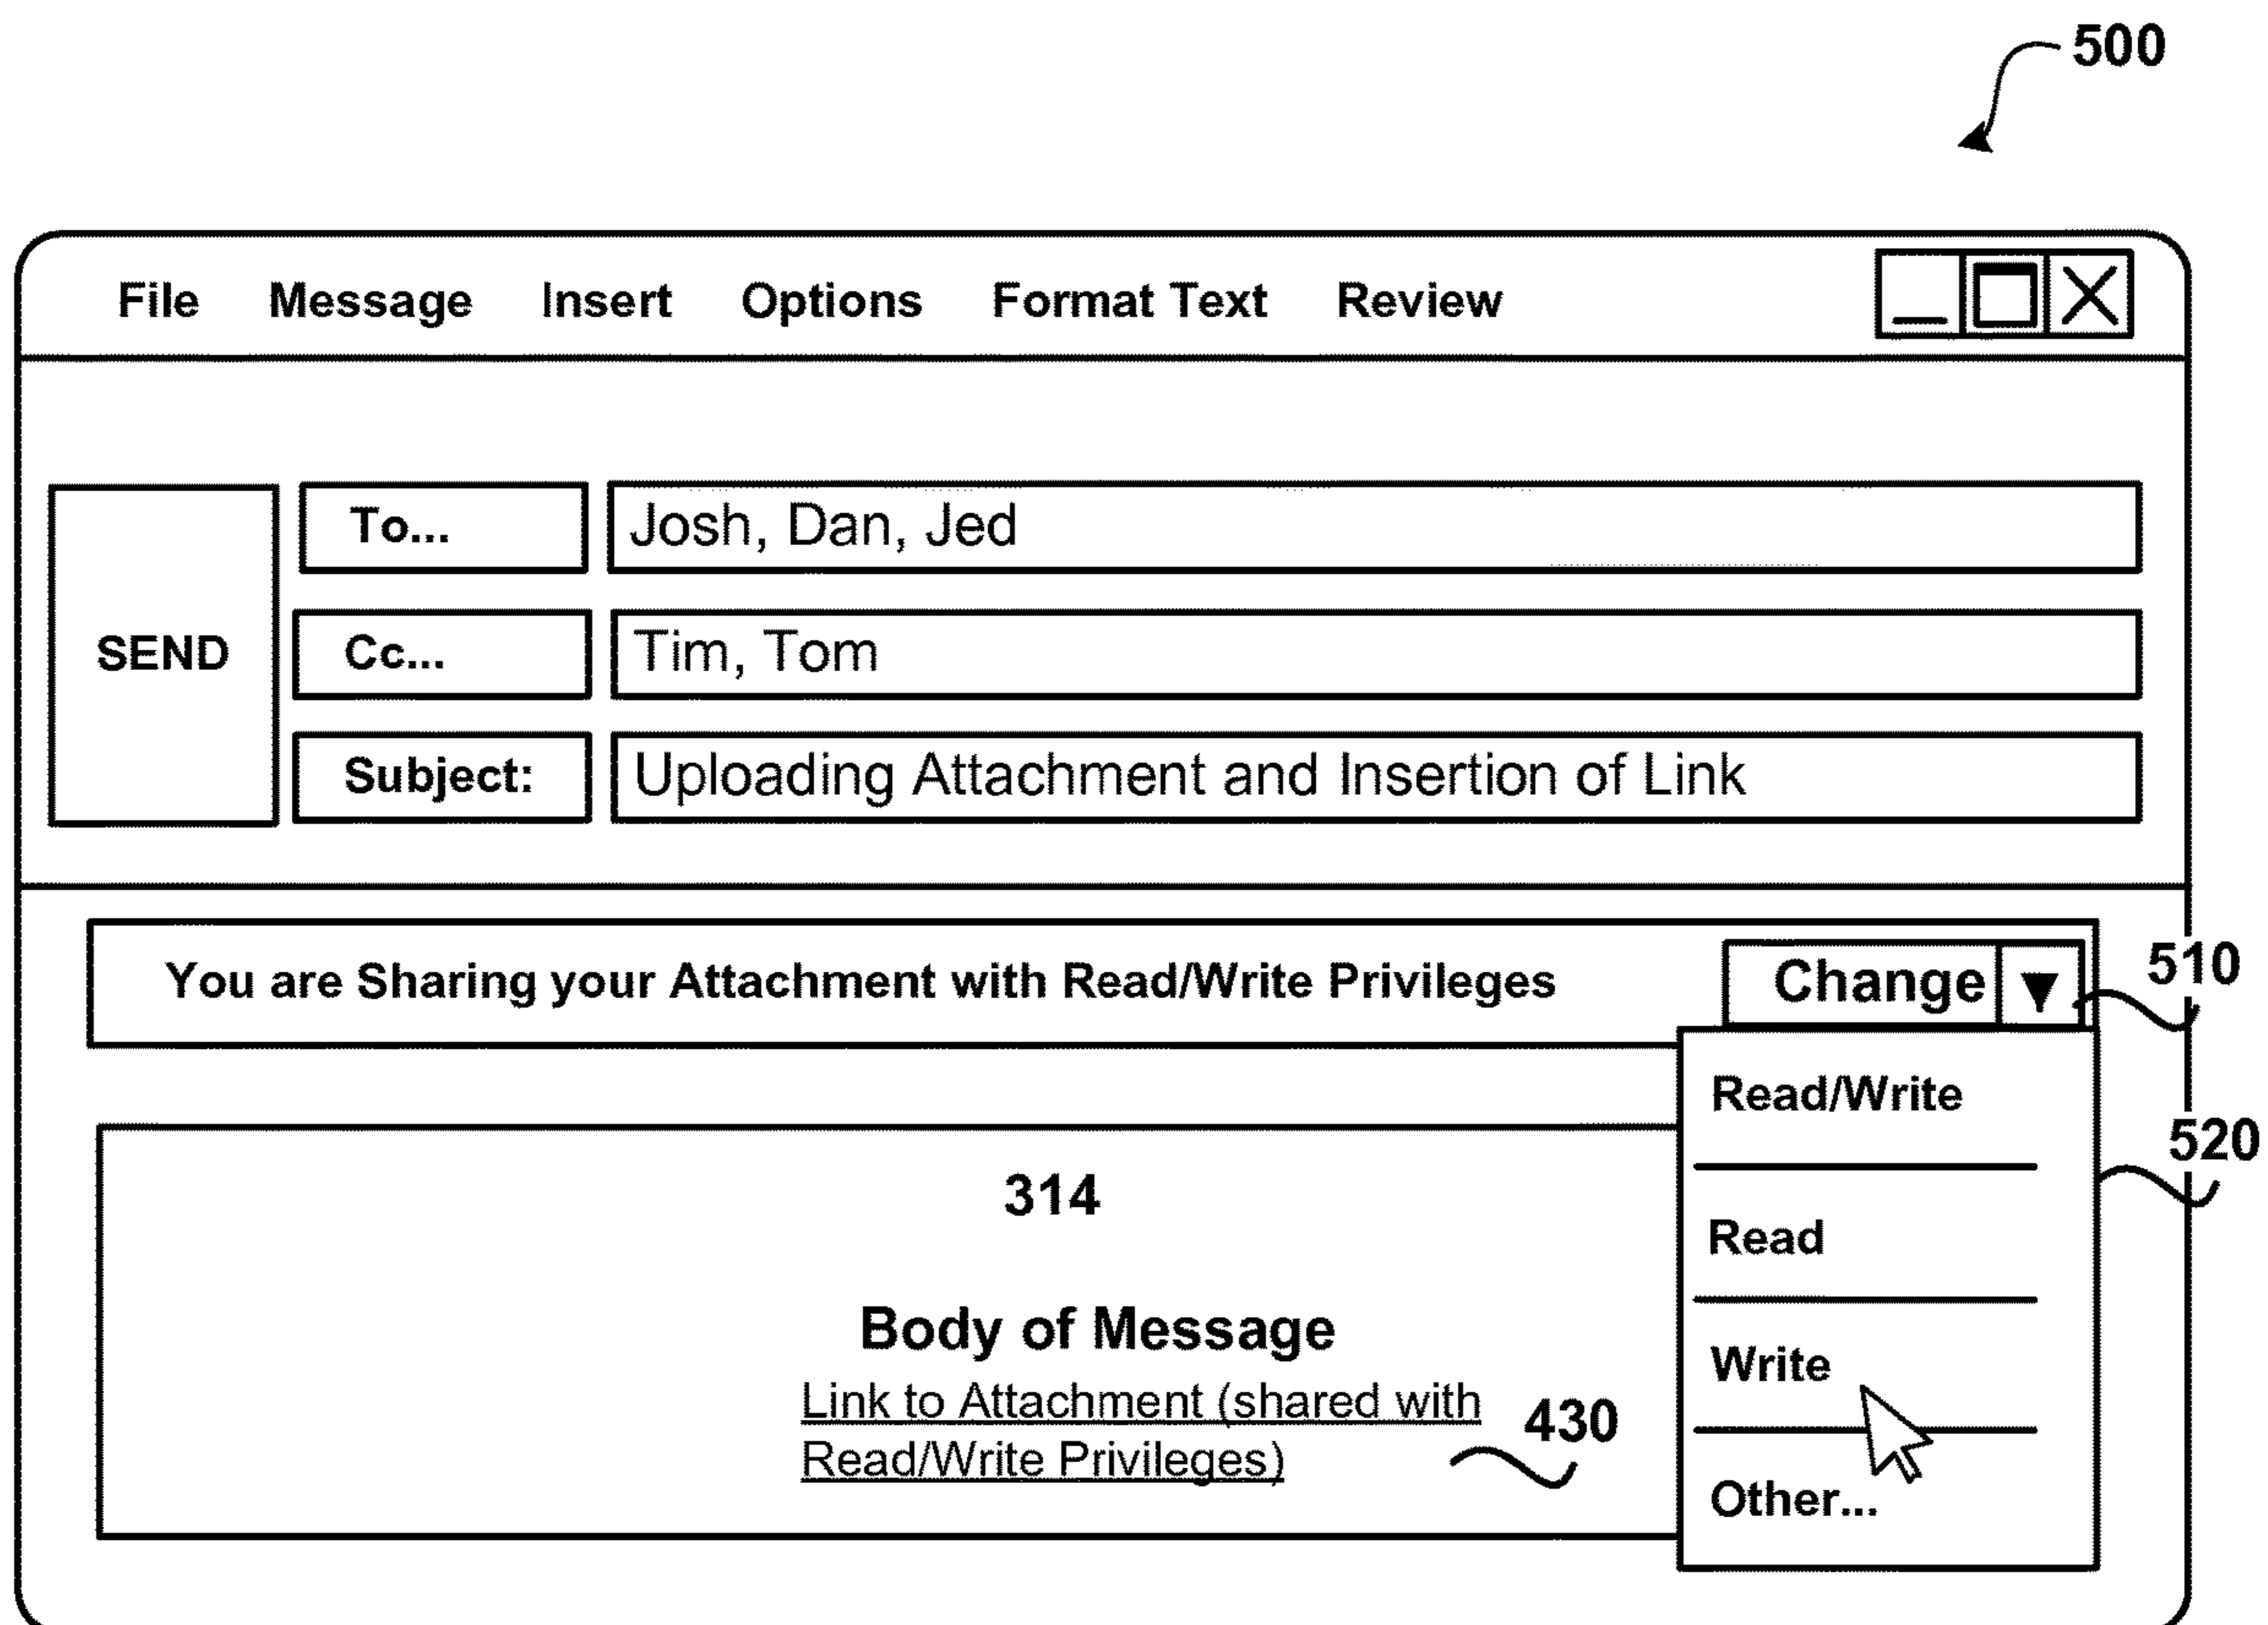 500
File Message Insert Options Format Text Review
To... Josh, Dan, Jed
SEND Cc... Tim, Tom
Subject: Uploading Attachment and Insertion of Link
You are Sharing your Attachment with Read/Write Privileges Change 510
Read/Write
520
314
Read
Body of Message
Write
Link to Attachment (shared with
Read/Write Privileges) 430
Other...